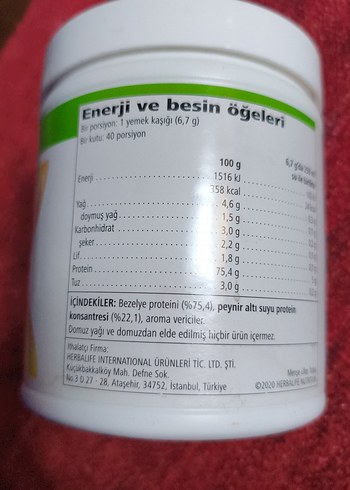 Enerji ve besin öğeleri
Bir porsiyon: 1 yemek kaşığı (6,7 g)
Bir kutu: 40 porsiyon
100 g
Enerji 1516 kJ
358 kcal
Yağ 4,6 g
doymuş yağ 1,5 g
Karbonhidrat 3,0 g
şeker 2,2 g
Lif 1,8 g
Protein 75,4 g
Tuz 3,0 g
İÇİNDEKİLER: Bezelye proteini (%75,4), peynir altı suyu protein
konsantresi (%22,1), aroma vericiler.
Domuz yağı ve domuzdan elde edilmiş hiçbir ürün içermez.
İthalatçı Firma:
HERBALIFE INTERNATIONAL ÜRÜNLERİ TİC. LTD. ŞTİ.
Küçükbakkalköy Mah. Defne Sok.
No:3 D:27 - 28, Ataşehir, 34752, İstanbul, Türkiye
©2020 HERBALIFE